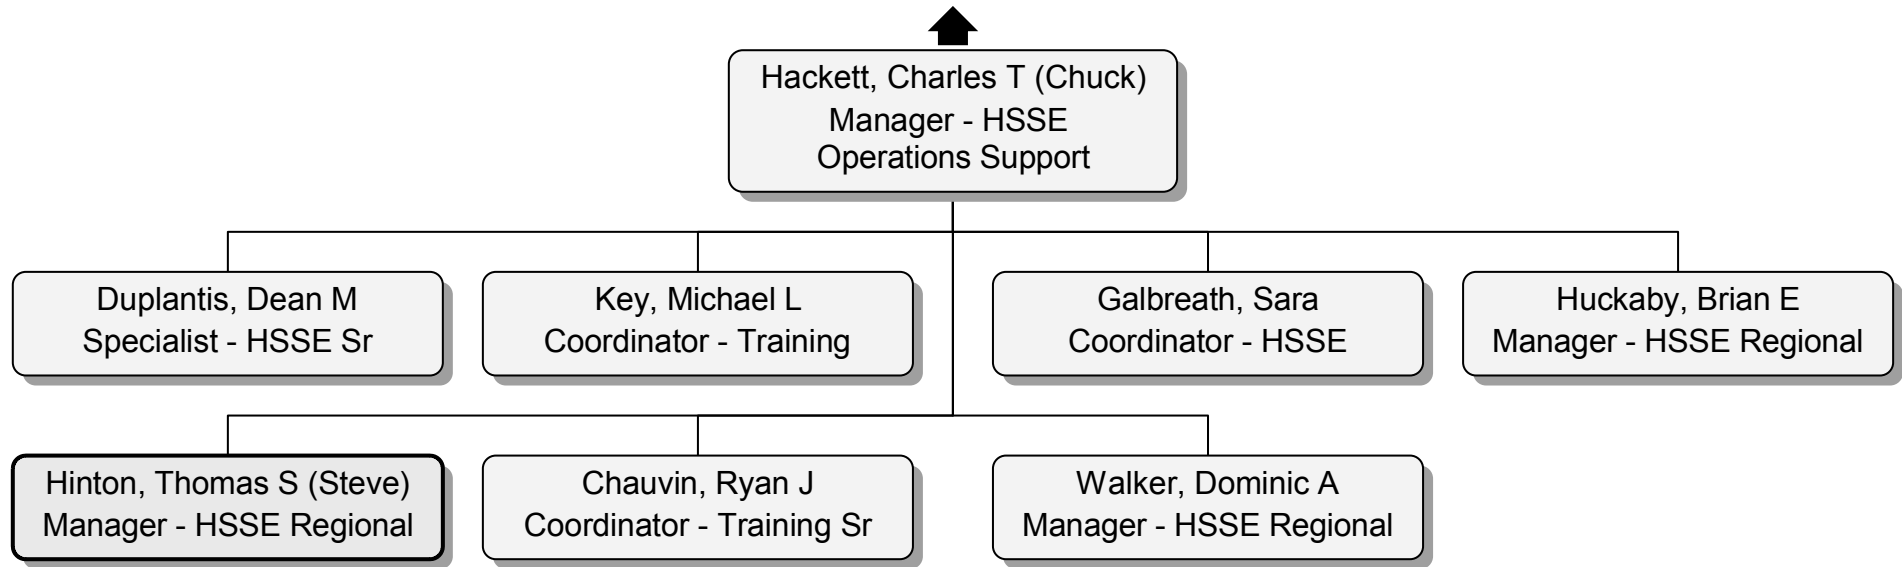 Hackett, Charles T (Chuck)
Manager - HSSE
Operations Support
Duplantis, Dean M
Specialist - HSSE Sr
Key, Michael L
Coordinator - Training
Galbreath, Sara
Coordinator - HSSE
Huckaby, Brian E
Manager - HSSE Regional
Hinton, Thomas S (Steve)
Manager - HSSE Regional
Chauvin, Ryan J
Coordinator - Training Sr
Walker, Dominic A
Manager - HSSE Regional